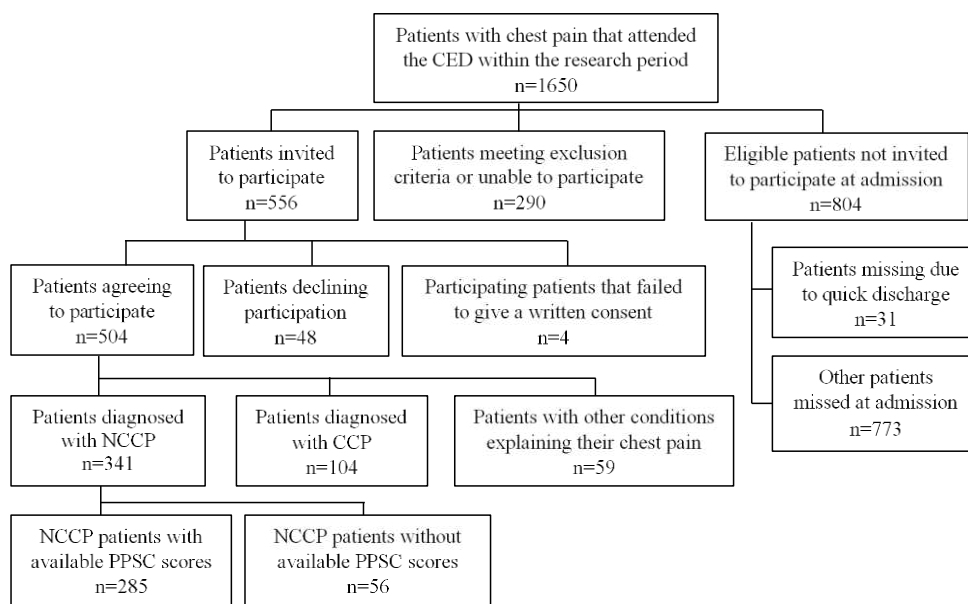 Patients with chest pain that attended
the CED within the research period
n=1650
Patients invited
to participate
n=556
Patients meeting exclusion
criteria or unable to participate
n=290
Eligible patients not invited
to participate at admission
n=804
Patients agreeing
to participate
n=504
Patients declining
participation
n=48
Participating patients that failed
to give a written consent
n=4
Patients missing due
to quick discharge
n=31
Other patients
missed at admission
n=773
Patients diagnosed
with NCCP
n=341
Patients diagnosed
with CCP
n=104
Patients with other conditions
explaining their chest pain
n=59
NCCP patients with
available PPSC scores
n=285
NCCP patients without
available PPSC scores
n=56